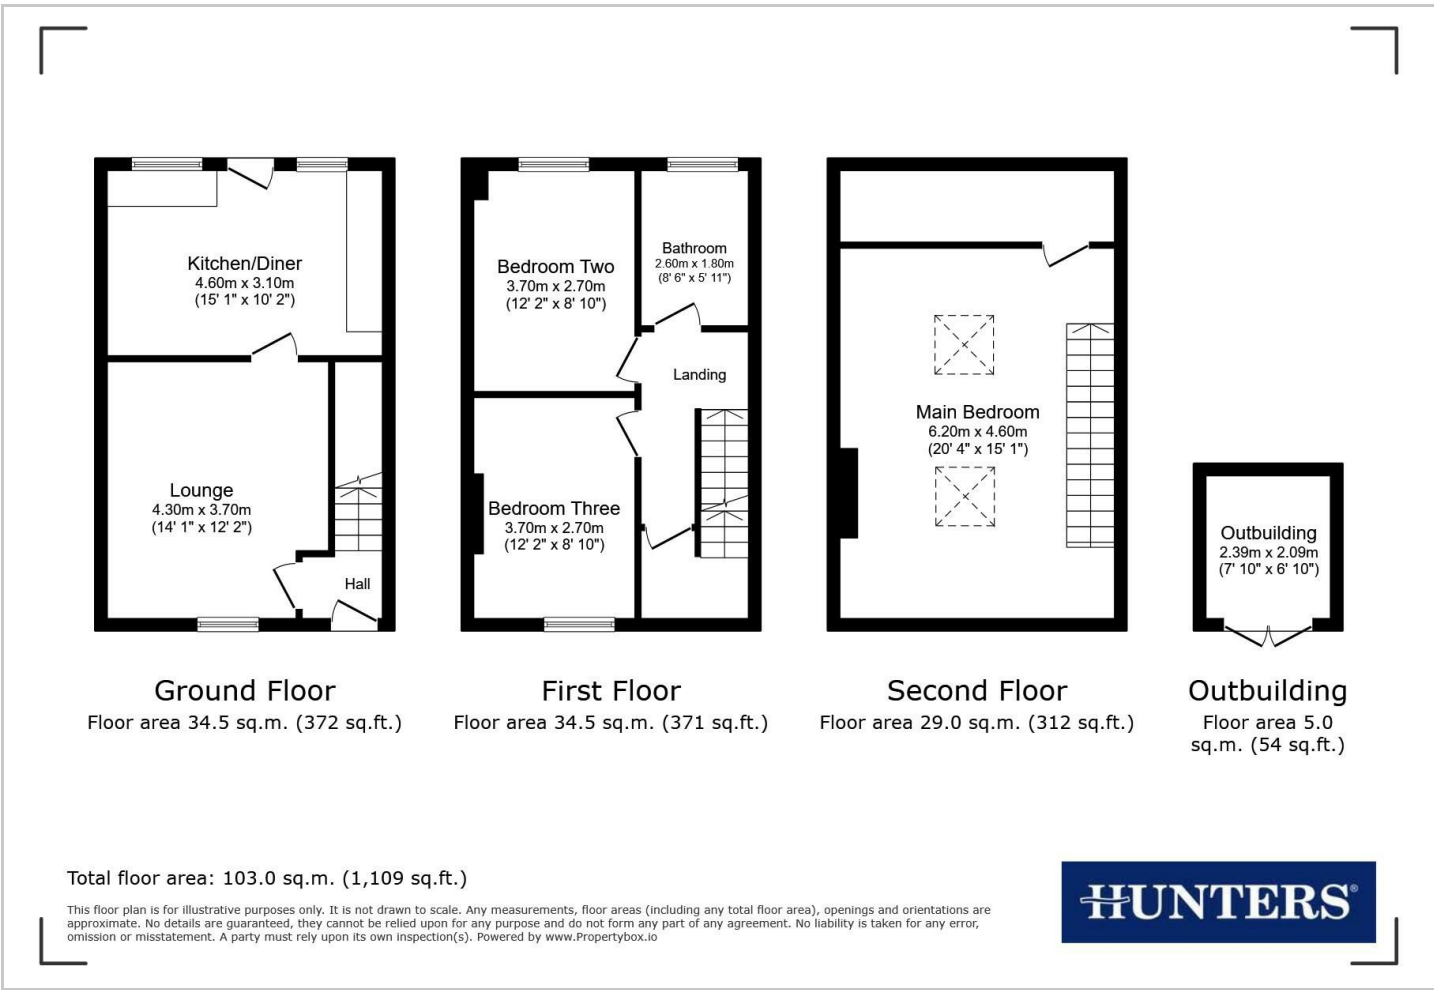 Kitchen/Diner
4.60m x 3.10m
(15' 1" x 10' 2")
Lounge
4.30m x 3.70m
(14' 1" x 12' 2")
Hall
Ground Floor
Floor area 34.5 sq.m. (372 sq.ft.)
Bedroom Two
3.70m x 2.70m
(12' 2" x 8' 10")
Bathroom
2.60m x 1.80m
(8' 6" x 5' 11")
Landing
Bedroom Three
3.70m x 2.70m
(12' 2" x 8' 10")
First Floor
Floor area 34.5 sq.m. (371 sq.ft.)
Main Bedroom
6.20m x 4.60m
(20' 4" x 15' 1")
Second Floor
Floor area 29.0 sq.m. (312 sq.ft.)
Outbuilding
2.39m x 2.09m
(7' 10" x 6' 10")
Outbuilding
Floor area 5.0
sq.m. (54 sq.ft.)
Total floor area: 103.0 sq.m. (1,109 sq.ft.)
This floor plan is for illustrative purposes only. It is not drawn to scale. Any measurements, floor areas (including any total floor area), openings and orientations are
approximate. No details are guaranteed, they cannot be relied upon for any purpose and do not form any part of any agreement. No liability is taken for any error,
omission or misstatement. A party must rely upon its own inspection(s). Powered by www.Propertybox.io
HUNTERS®